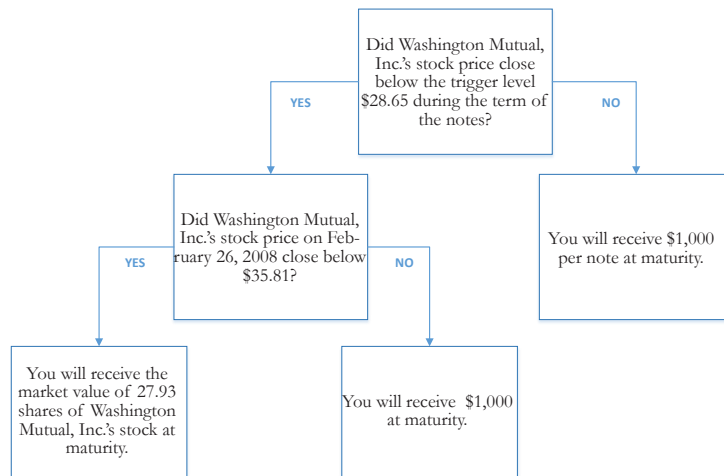 Did Washington Mutual,
Inc.'s stock price close
below the trigger level
$28.65 during the term of
the notes?
YES
NO
Did Washington Mutual,
Inc.'s stock price on Feb-
ruary 26, 2008 close below
$35.81?
You will receive $1,000
per note at maturity.
YES
NO
You will receive the
market value of 27.93
shares of Washington
Mutual, Inc.'s stock at
maturity.
You will receive $1,000
at maturity.